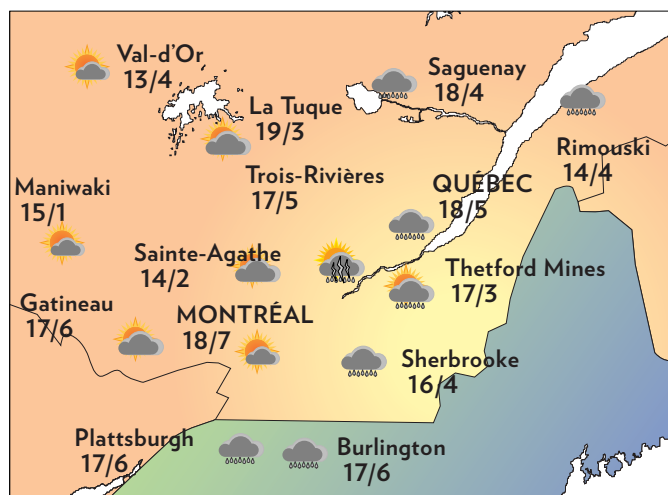 Val-d'Or
13/4
Saguenay
18/4
La Tuque
19/3
Rimouski
14/4
Trois-Rivières
17/5
QUÉBEC
18/5
Maniwaki
15/1
Sainte-Agathe
14/2
Thetford Mines
17/3
Gatineau
17/6
MONTRÉAL
18/7
Sherbrooke
16/4
Plattsburgh
17/6
Burlington
17/6